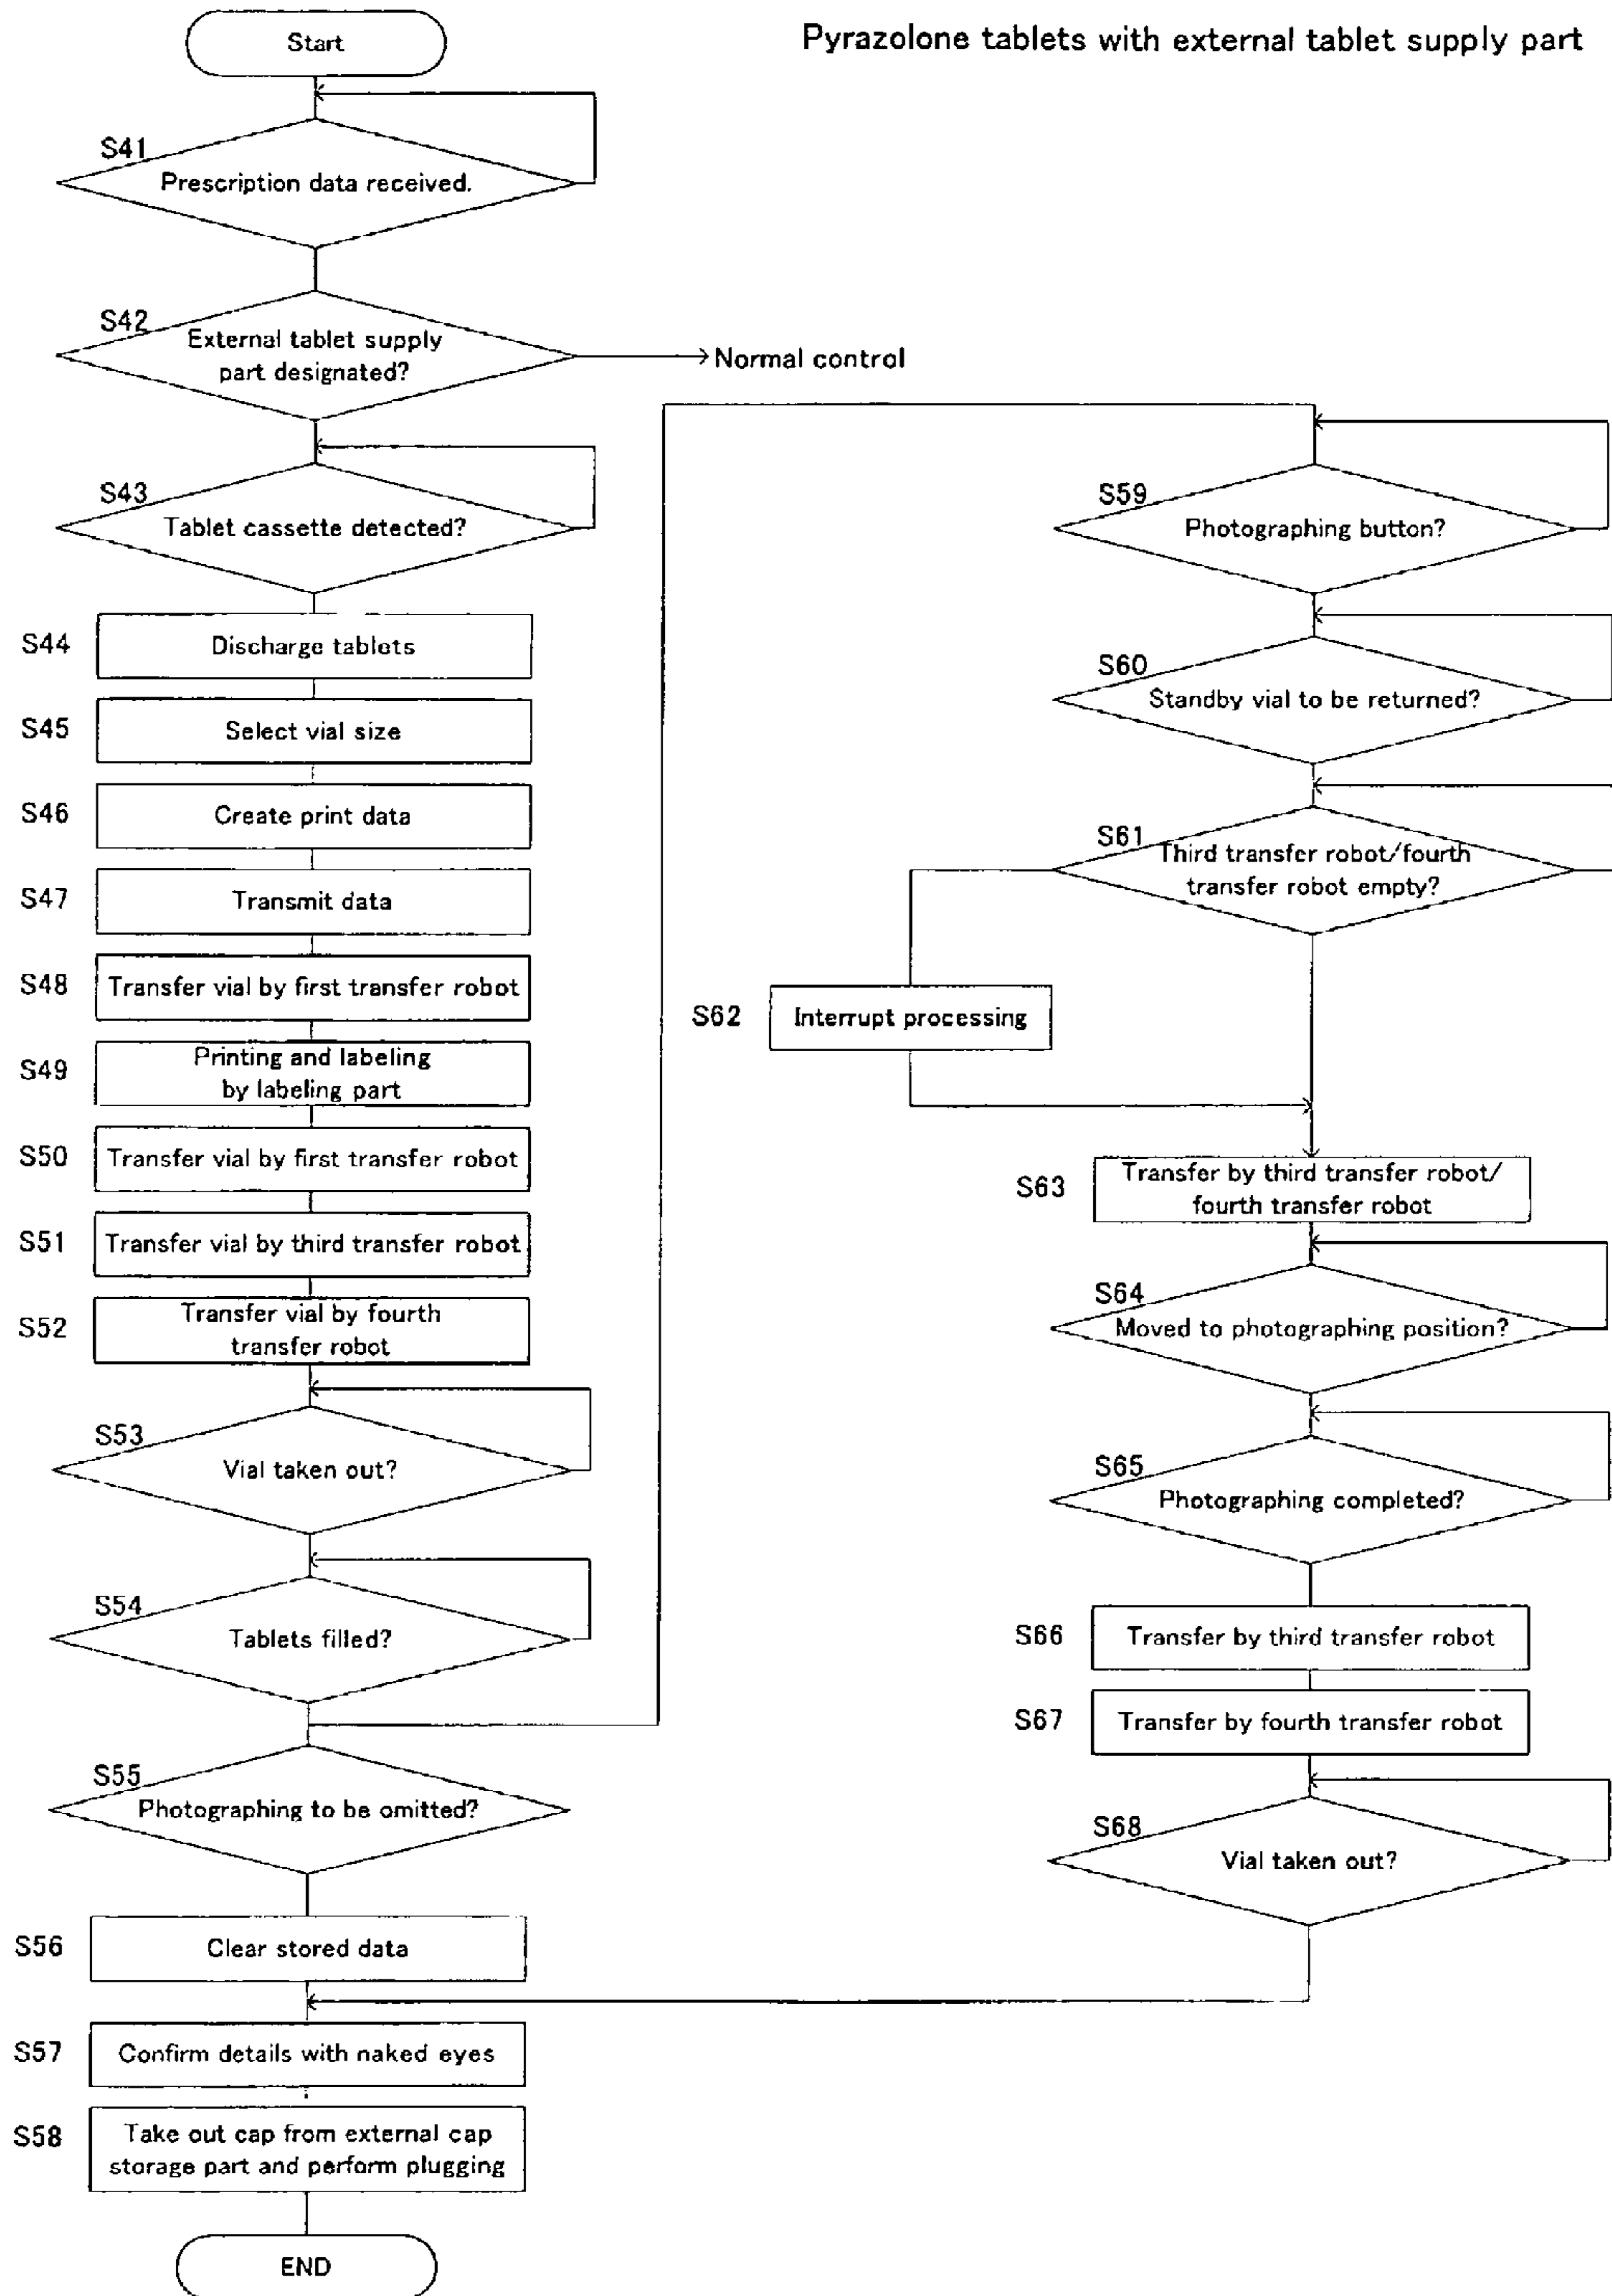 Pyrazolone tablets with external tablet supply part
Start
S41
Prescription data received.
S42
External tablet supply
part designated?
Normal control
S43
Tablet cassette detected?
S44
Discharge tablets
S45
Select vial size
S46
Create print data
S47
Transmit data
S48
Transfer vial by first transfer robot
S49
Printing and labeling
by labeling part
S50
Transfer vial by first transfer robot
S51
Transfer vial by third transfer robot
S52
Transfer vial by fourth
transfer robot
S53
Vial taken out?
S54
Tablets filled?
S55
Photographing to be omitted?
S56
Clear stored data
S57
Confirm details with naked eyes
S58
Take out cap from external cap
storage part and perform plugging
END
S59
Photographing button?
S60
Standby vial to be returned?
S61
Third transfer robot/fourth
transfer robot empty?
S62
Interrupt processing
S63
Transfer by third transfer robot/
fourth transfer robot
S64
Moved to photographing position?
S65
Photographing completed?
S66
Transfer by third transfer robot
S67
Transfer by fourth transfer robot
S68
Vial taken out?